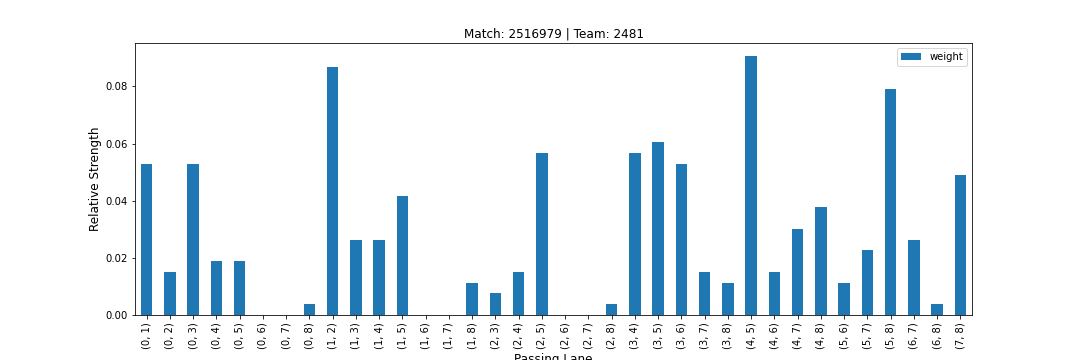 Match: 2516979 | Team: 2481
weight
Relative Strength
0.08
0.06
0.04
0.02
0.00
(0, 1) (0, 2) (0, 3) (0, 4) (0, 5) (0, 6) (0, 7) (0, 8) (1, 2) (1, 3) (1, 4) (1, 5) (1, 6) (1, 7) (1, 8) (2, 3) (2, 4) (2, 5) (2, 6) (2, 7) (2, 8) (3, 4) (3, 5) (3, 6) (3, 7) (3, 8) (4, 5) (4, 6) (4, 7) (4, 8) (5, 6) (5, 7) (5, 8) (6, 7) (6, 8) (7, 8)
Passing Lane